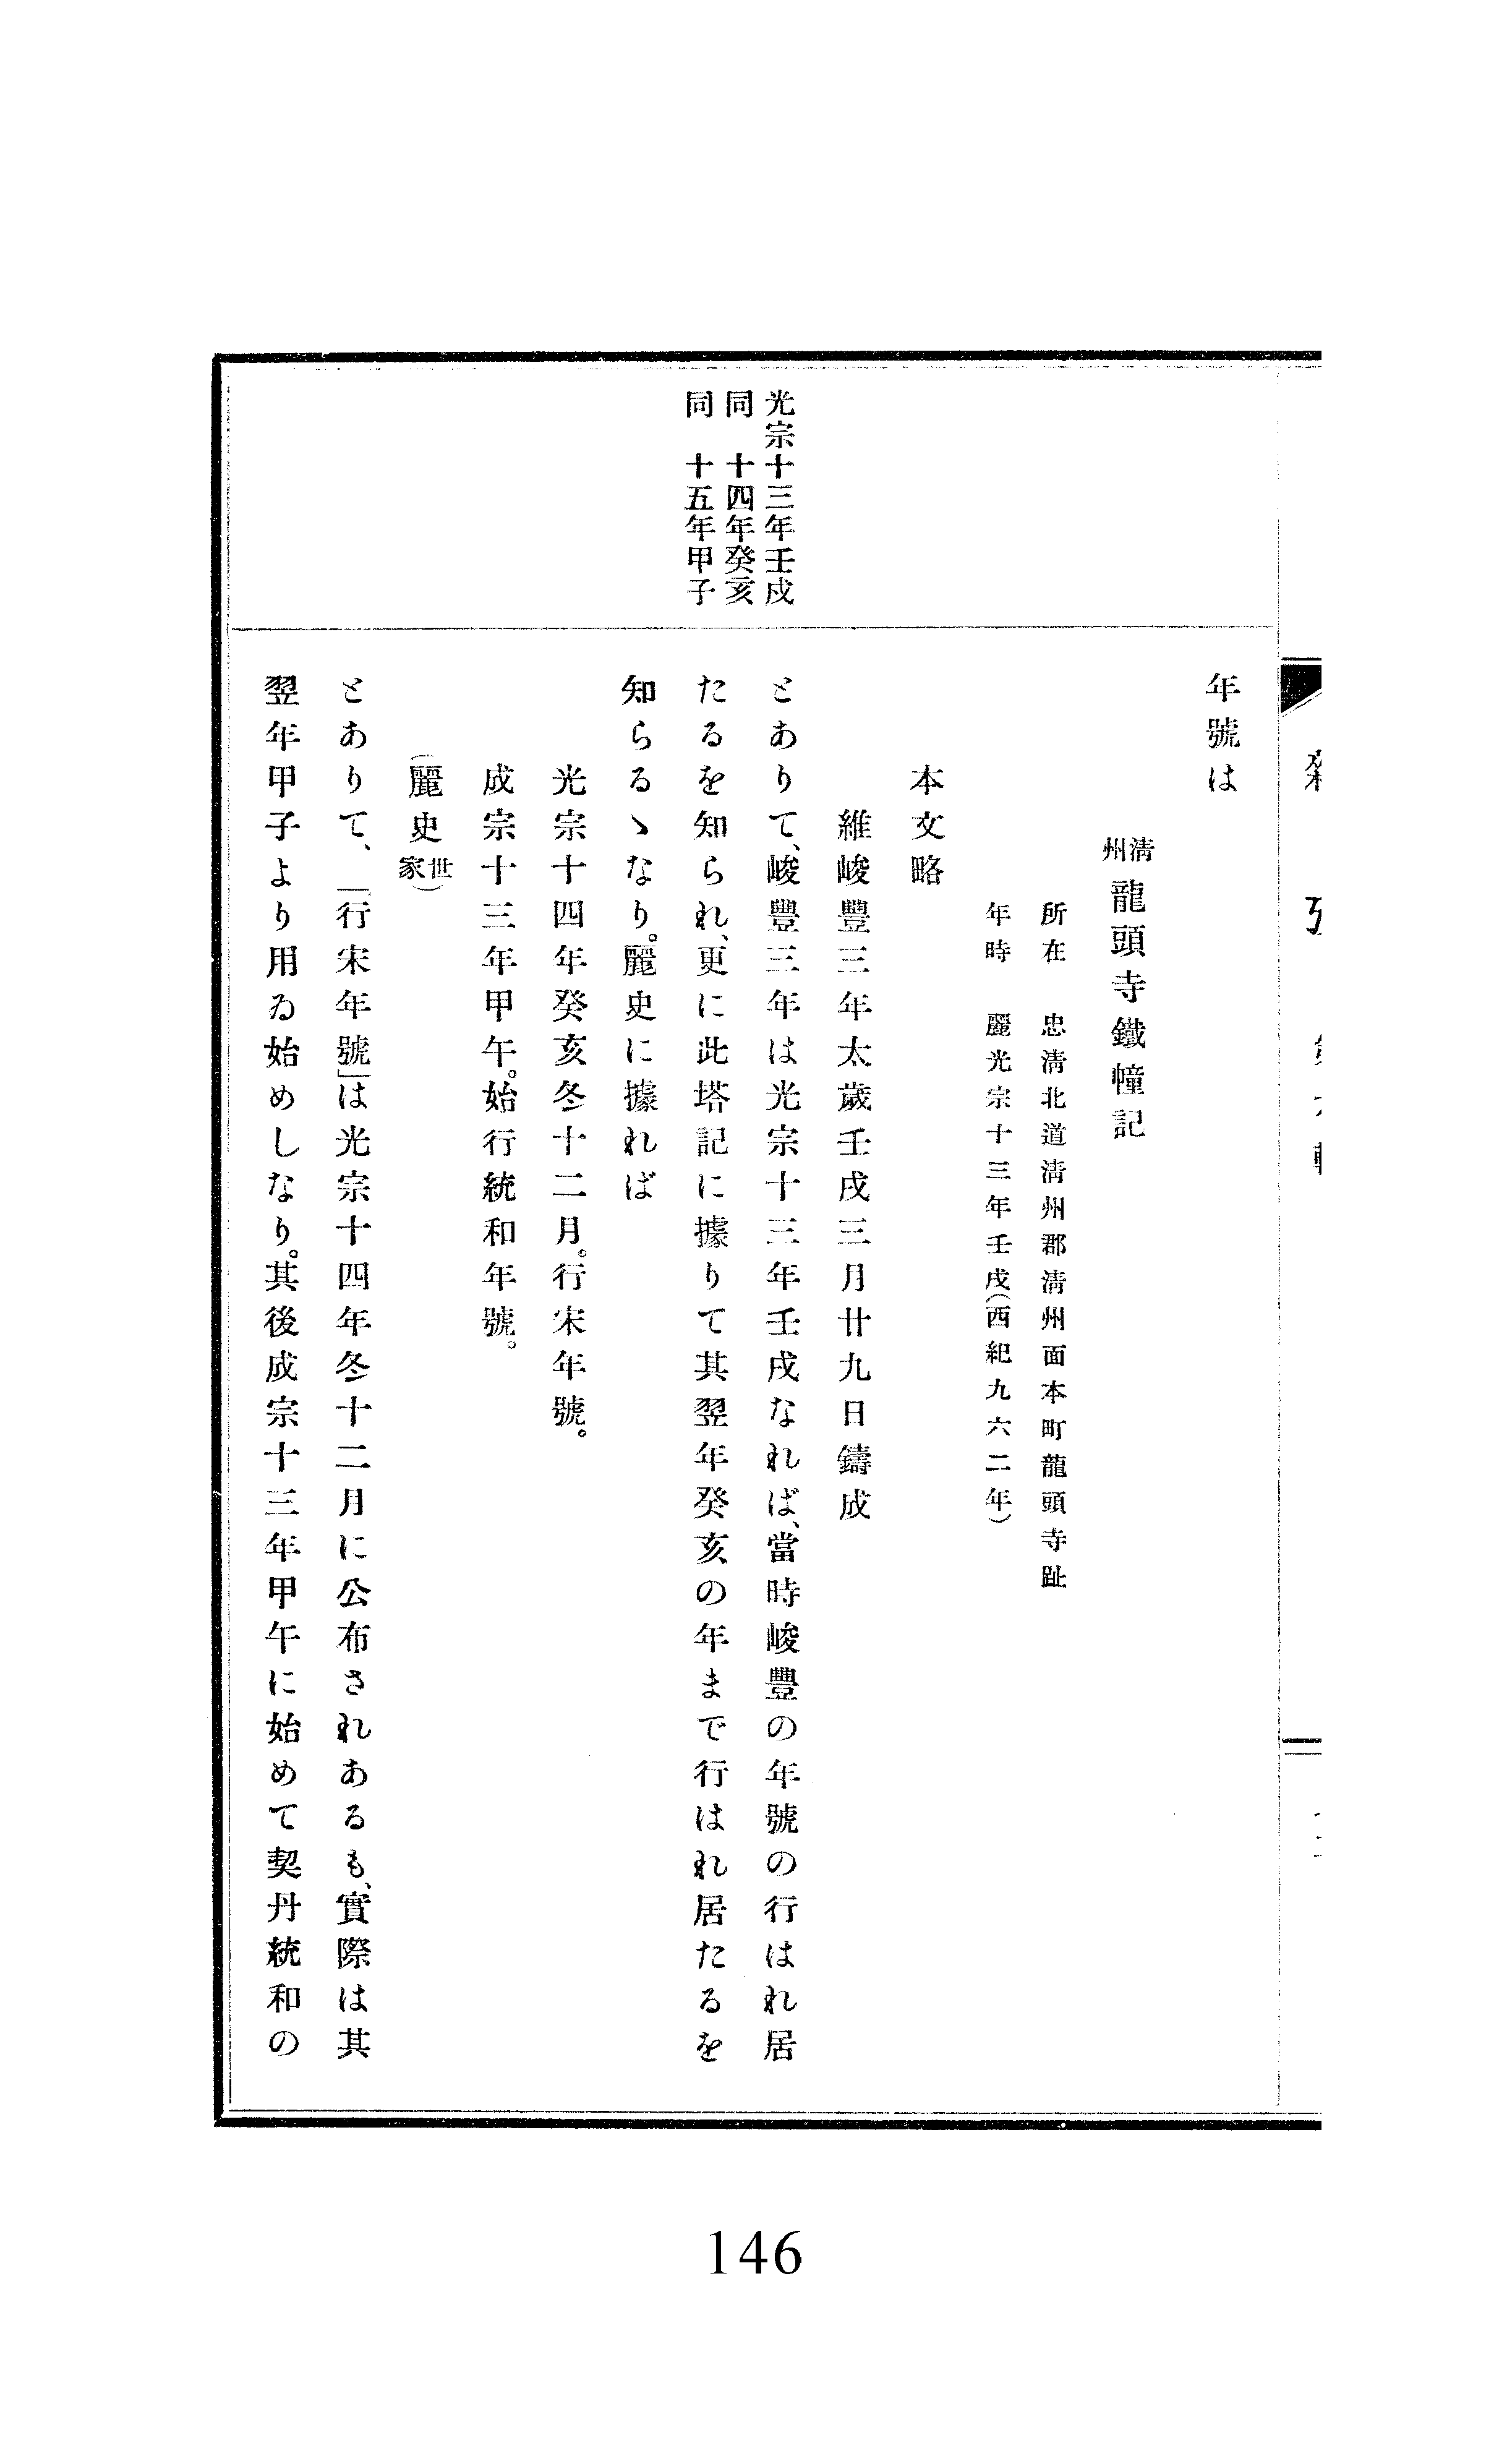 光宗十三年壬戌
同　十四年癸亥
同　十五年甲子
年號は
清州龍頭寺鐵幢記
所在　忠清北道清州郡清州面本町龍頭寺趾
年時　麗光宗十三年壬戌(西紀九六二年)
本文略
維峻豐三年太歲壬戌三月廿九日鑄成
とありて、峻豐三年は光宗十三年壬戌なれば、當時峻豐の年號の行はれ居
たるを知られ、更に此塔記に據りて其翌年癸亥の年まで行はれ居たるを
知らるゝなり。麗史に據れば
光宗十四年癸亥冬十二月。行宋年號。
成宗十三年甲午。始行統和年號。
(麗史世家)
とありて、「行宋年號」は光宗十四年冬十二月に公布されあるも、實際は其
翌年甲子より用ゐ始めしなり。其後成宗十三年甲午に始めて契丹統和の
146